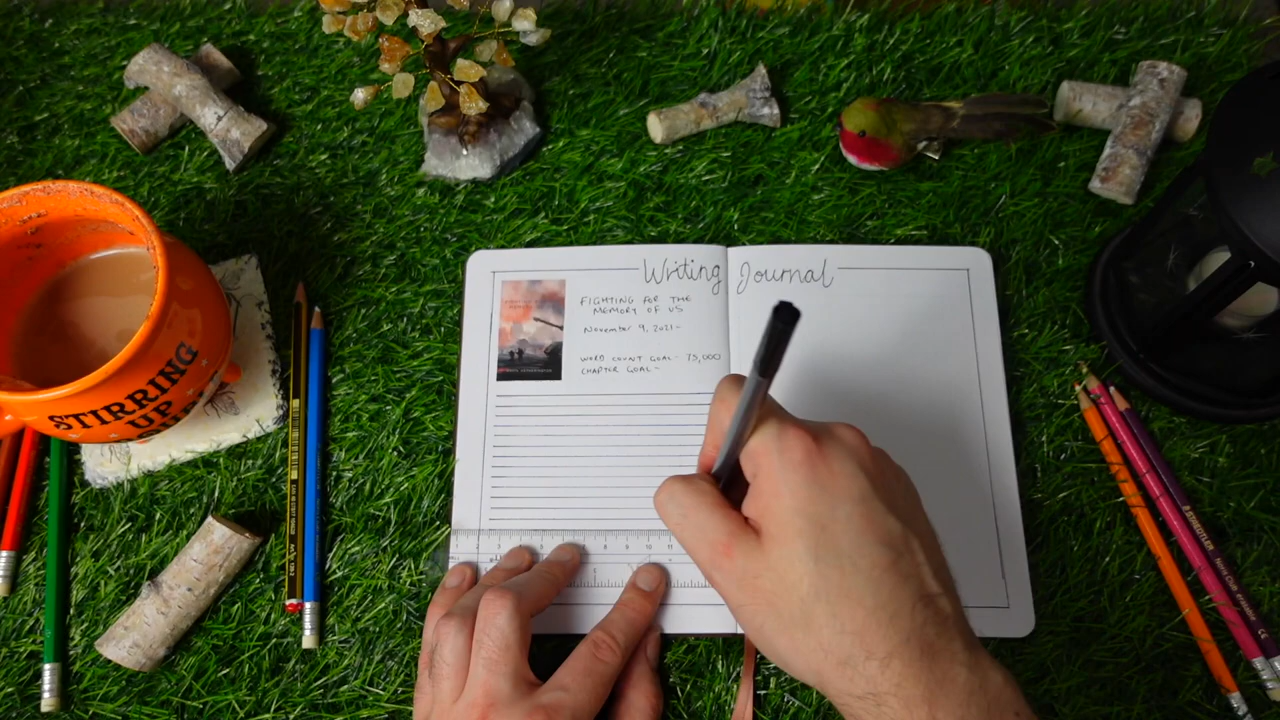 Writing Journal
FIGHTING FOR THE
MEMORY OF US
November 9, 2021-
WORD COUNT GOAL- 75,000
CHAPTER GOAL-
STIRRING
UP
STAEDTLER